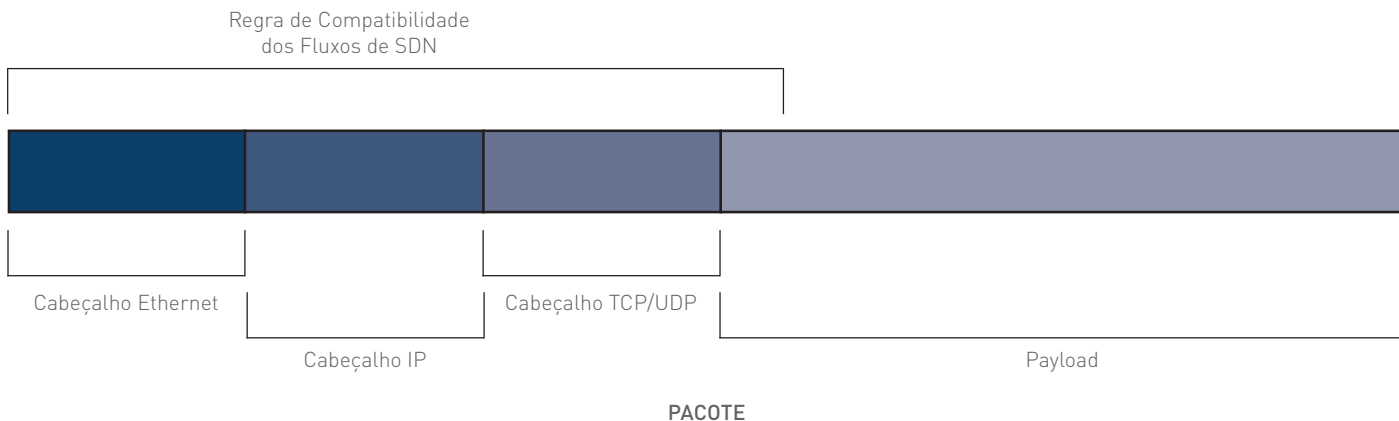 Regra de Compatibilidade
dos Fluxos de SDN
Cabeçalho Ethernet
Cabeçalho TCP/UDP
Cabeçalho IP
Payload
PACOTE